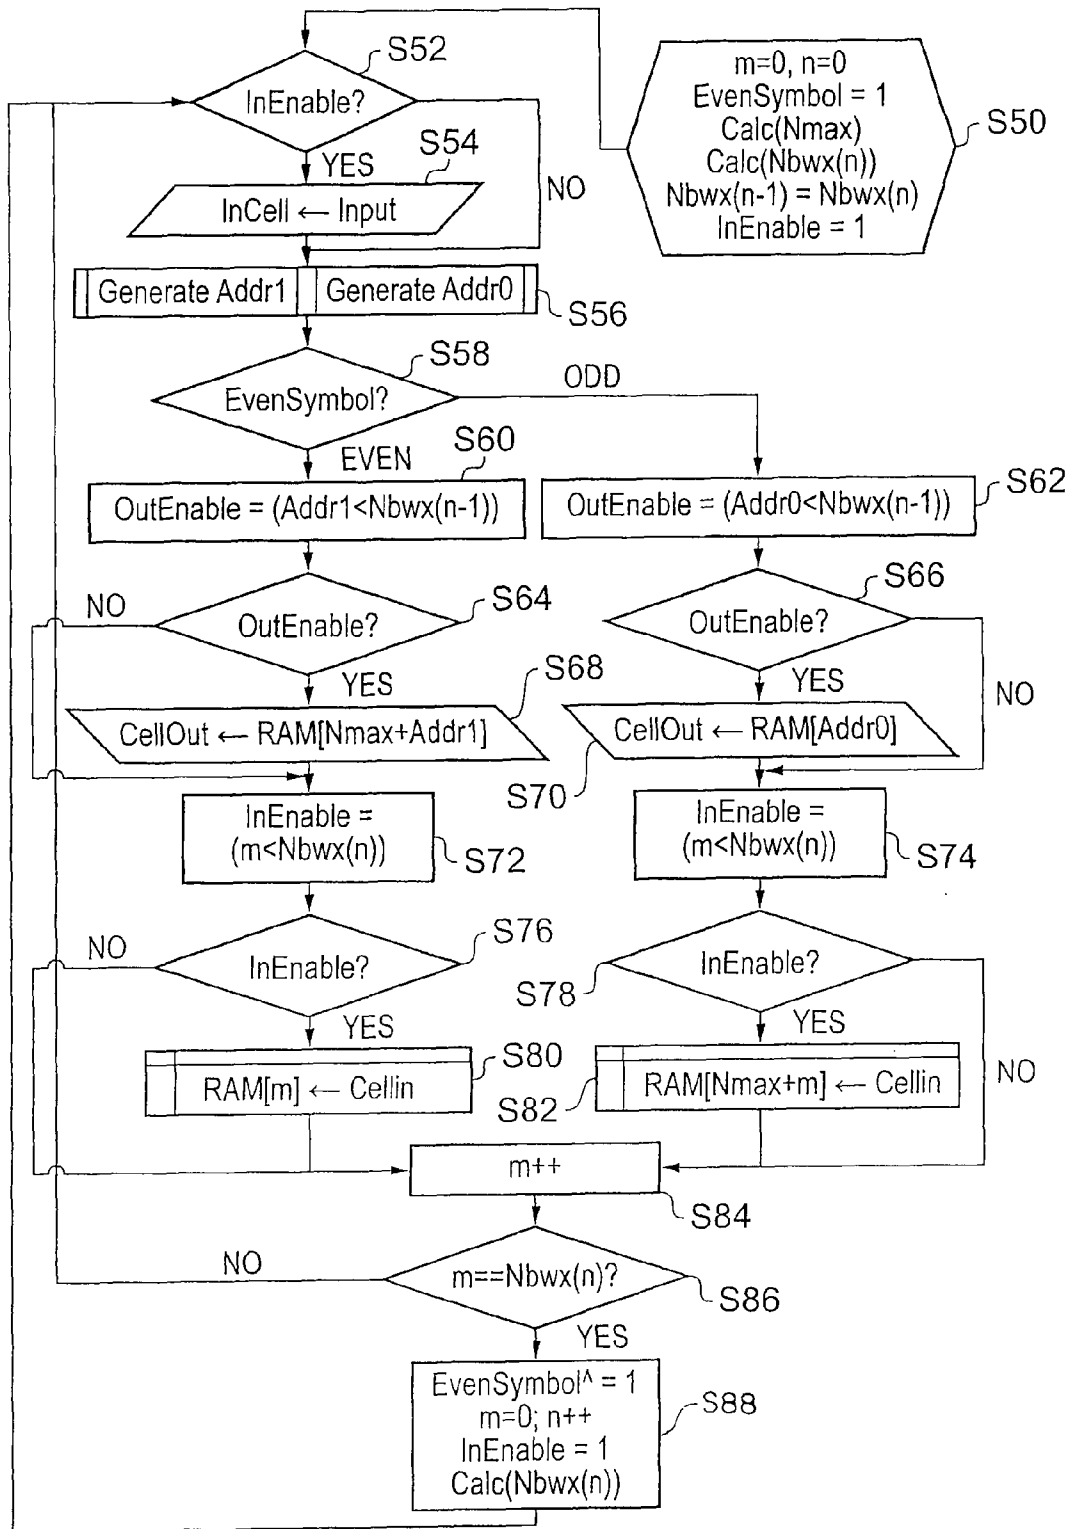 S52
InEnable?
m=0, n=0
EvenSymbol = 1
Calc(Nmax)
Calc(Nbwx(n))
Nbwx(n-1) = Nbwx(n)
InEnable = 1
S50
YES
S54
NO
InCell ← Input
Generate Addr1
Generate Addr0
S56
S58
EvenSymbol?
ODD
EVEN
S60
OutEnable = (Addr1<Nbwx(n-1))
S62
OutEnable = (Addr0<Nbwx(n-1))
NO
S64
OutEnable?
S66
OutEnable?
YES
S68
YES
NO
CellOut ← RAM[Nmax+Addr1]
CellOut ← RAM[Addr0]
S70
InEnable =
(m<Nbwx(n))
S72
InEnable =
(m<Nbwx(n))
S74
NO
S76
InEnable?
S78
InEnable?
YES
S80
YES
NO
RAM[m] ← Cellin
S82
RAM[Nmax+m] ← Cellin
m++
S84
NO
m==Nbwx(n)?
S86
YES
EvenSymbol^ = 1
m=0; n++
InEnable = 1
Calc(Nbwx(n))
S88